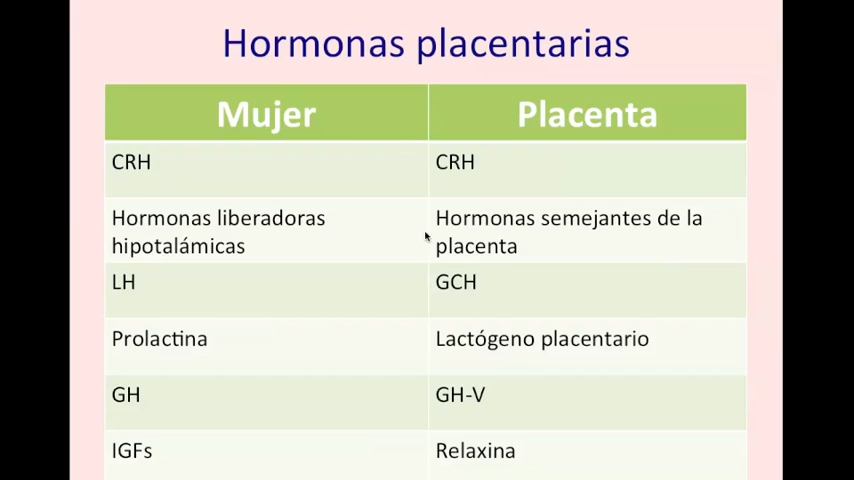 Hormonas placentarias
Mujer Placenta
CRH CRH
Hormonas liberadoras Hormonas semejantes de la
hipotalámicas placenta
LH GCH
Prolactina Lactógeno placentario
GH GH-V
IGFs Relaxina